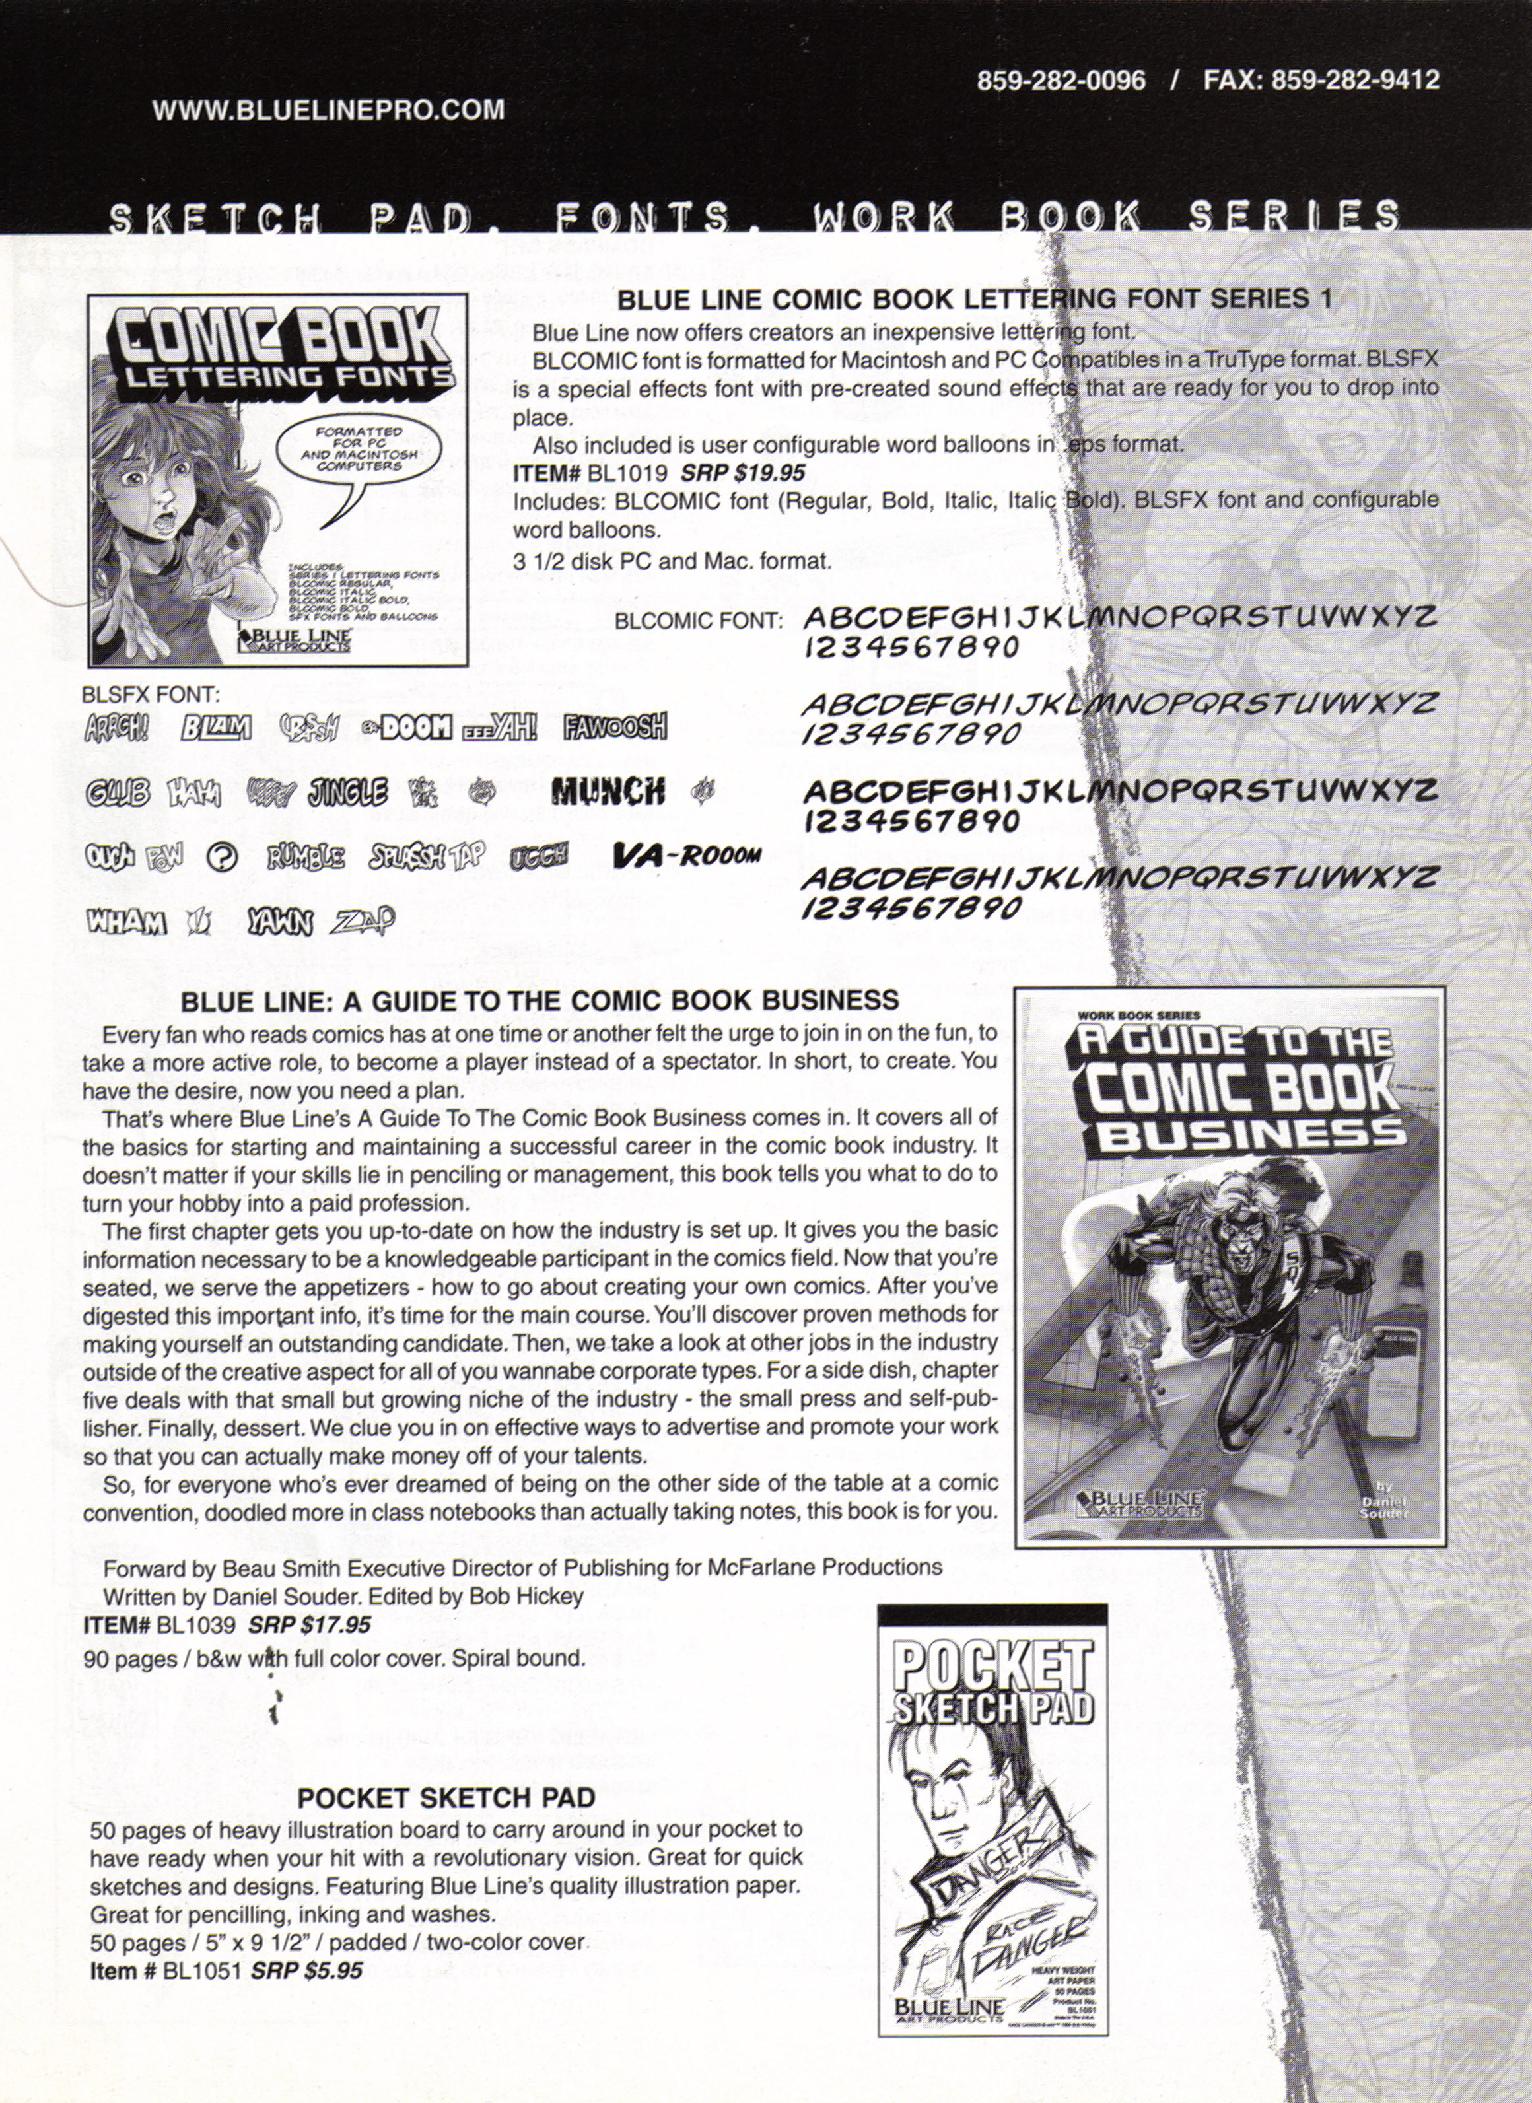 WWW.BLUELINEPRO.COM
859-282-0096 / FAX: 859-282-9412
SKETCH PAD, FONTS, WORK BOOK SERIES
COMIC BOOK
LETTERING FONTS
FORMATTED
FOR PC
AND MACINTOSH
COMPUTERS
INCLUDES
SERIES 1 LETTERING FONTS
BLCOMIC REGULAR,
BLCOMIC ITALIC,
BLCOMIC ITALIC BOLD,
BLCOMIC BOLD,
SFX FONTS AND BALLOONS
BLUE LINE
ART PRODUCTS
BLUE LINE COMIC BOOK LETTERING FONT SERIES 1
Blue Line now offers creators an inexpensive lettering font.
BLCOMIC font is formatted for Macintosh and PC Compatibles in a TruType format. BLSFX
is a special effects font with pre-created sound effects that are ready for you to drop into
place.
Also included is user configurable word balloons in .eps format.
ITEM# BL1019 SRP $19.95
Includes: BLCOMIC font (Regular, Bold, Italic, Italic Bold). BLSFX font and configurable
word balloons.
3 1/2 disk PC and Mac. format.
BLCOMIC FONT: ABCDEFGHIJKLMNOPQRSTUVWXYZ
1234567890
ABCDEFGHIJKLMNOPQRSTUVWXYZ
1234567890
ABCDEFGHIJKLMNOPQRSTUVWXYZ
1234567890
ABCDEFGHIJKLMNOPQRSTUVWXYZ
1234567890
BLSFX FONT:
ARRGH! BLAM DOOM EEEYAH! FAWOOSH
GLUB HAHA JINGLE MUNCH
OUCH POW ? RUMBLE SPLASSH TAP UGGH VA-ROOOM
WHAM YAWN ZAP
BLUE LINE: A GUIDE TO THE COMIC BOOK BUSINESS
Every fan who reads comics has at one time or another felt the urge to join in on the fun, to
take a more active role, to become a player instead of a spectator. In short, to create. You
have the desire, now you need a plan.
That's where Blue Line's A Guide To The Comic Book Business comes in. It covers all of
the basics for starting and maintaining a successful career in the comic book industry. It
doesn't matter if your skills lie in penciling or management, this book tells you what to do to
turn your hobby into a paid profession.
The first chapter gets you up-to-date on how the industry is set up. It gives you the basic
information necessary to be a knowledgeable participant in the comics field. Now that you're
seated, we serve the appetizers - how to go about creating your own comics. After you've
digested this important info, it's time for the main course. You'll discover proven methods for
making yourself an outstanding candidate. Then, we take a look at other jobs in the industry
outside of the creative aspect for all of you wannabe corporate types. For a side dish, chapter
five deals with that small but growing niche of the industry - the small press and self-pub-
lisher. Finally, dessert. We clue you in on effective ways to advertise and promote your work
so that you can actually make money off of your talents.
So, for everyone who's ever dreamed of being on the other side of the table at a comic
convention, doodled more in class notebooks than actually taking notes, this book is for you.
Forward by Beau Smith Executive Director of Publishing for McFarlane Productions
Written by Daniel Souder. Edited by Bob Hickey
ITEM# BL1039 SRP $17.95
90 pages / b&w with full color cover. Spiral bound.
WORK BOOK SERIES
A GUIDE TO THE
COMIC BOOK
BUSINESS
BLUE LINE
ART PRODUCTS
by
Daniel
Souder
POCKET SKETCH PAD
50 pages of heavy illustration board to carry around in your pocket to
have ready when your hit with a revolutionary vision. Great for quick
sketches and designs. Featuring Blue Line's quality illustration paper.
Great for pencilling, inking and washes.
50 pages / 5" x 9 1/2" / padded / two-color cover
Item # BL1051 SRP $5.95
POCKET
SKETCH PAD
DANGER
RACE
DANGER
HEAVY WEIGHT
ART PAPER
50 PAGES
Product No.
BL1051
BLUE LINE
ART PRODUCTS